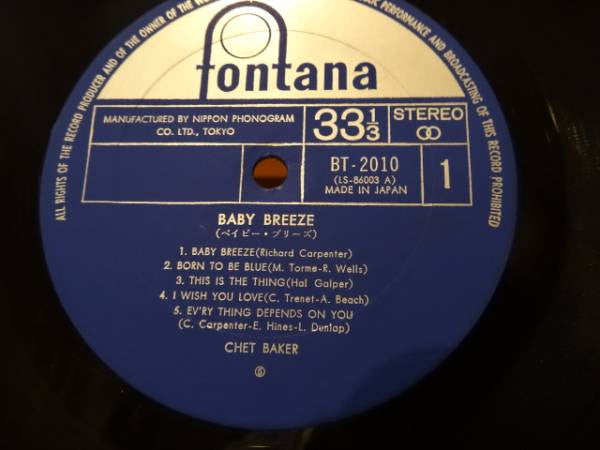 ALL RIGHTS OF THE RECORD PRODUCER AND OF THE OWNER OF THE
PERFORMANCE AND BROADCASTING OF THIS RECORD PROHIBITED
fontana
MANUFACTURED BY NIPPON PHONOGRAM
CO. LTD., TOKYO
33 1/3
STEREO
BT-2010
(LS-86003 A)
MADE IN JAPAN
1
BABY BREEZE
(ベイビー・ブリーズ)
1. BABY BREEZE(Richard Carpenter)
2. BORN TO BE BLUE(M. Torme-R. Wells)
3. THIS IS THE THING(Hal Galper)
4. I WISH YOU LOVE(C. Trenet-A. Beach)
5. EV'RY THING DEPENDS ON YOU
(C. Carpenter-E. Hines-L. Dunlap)
CHET BAKER